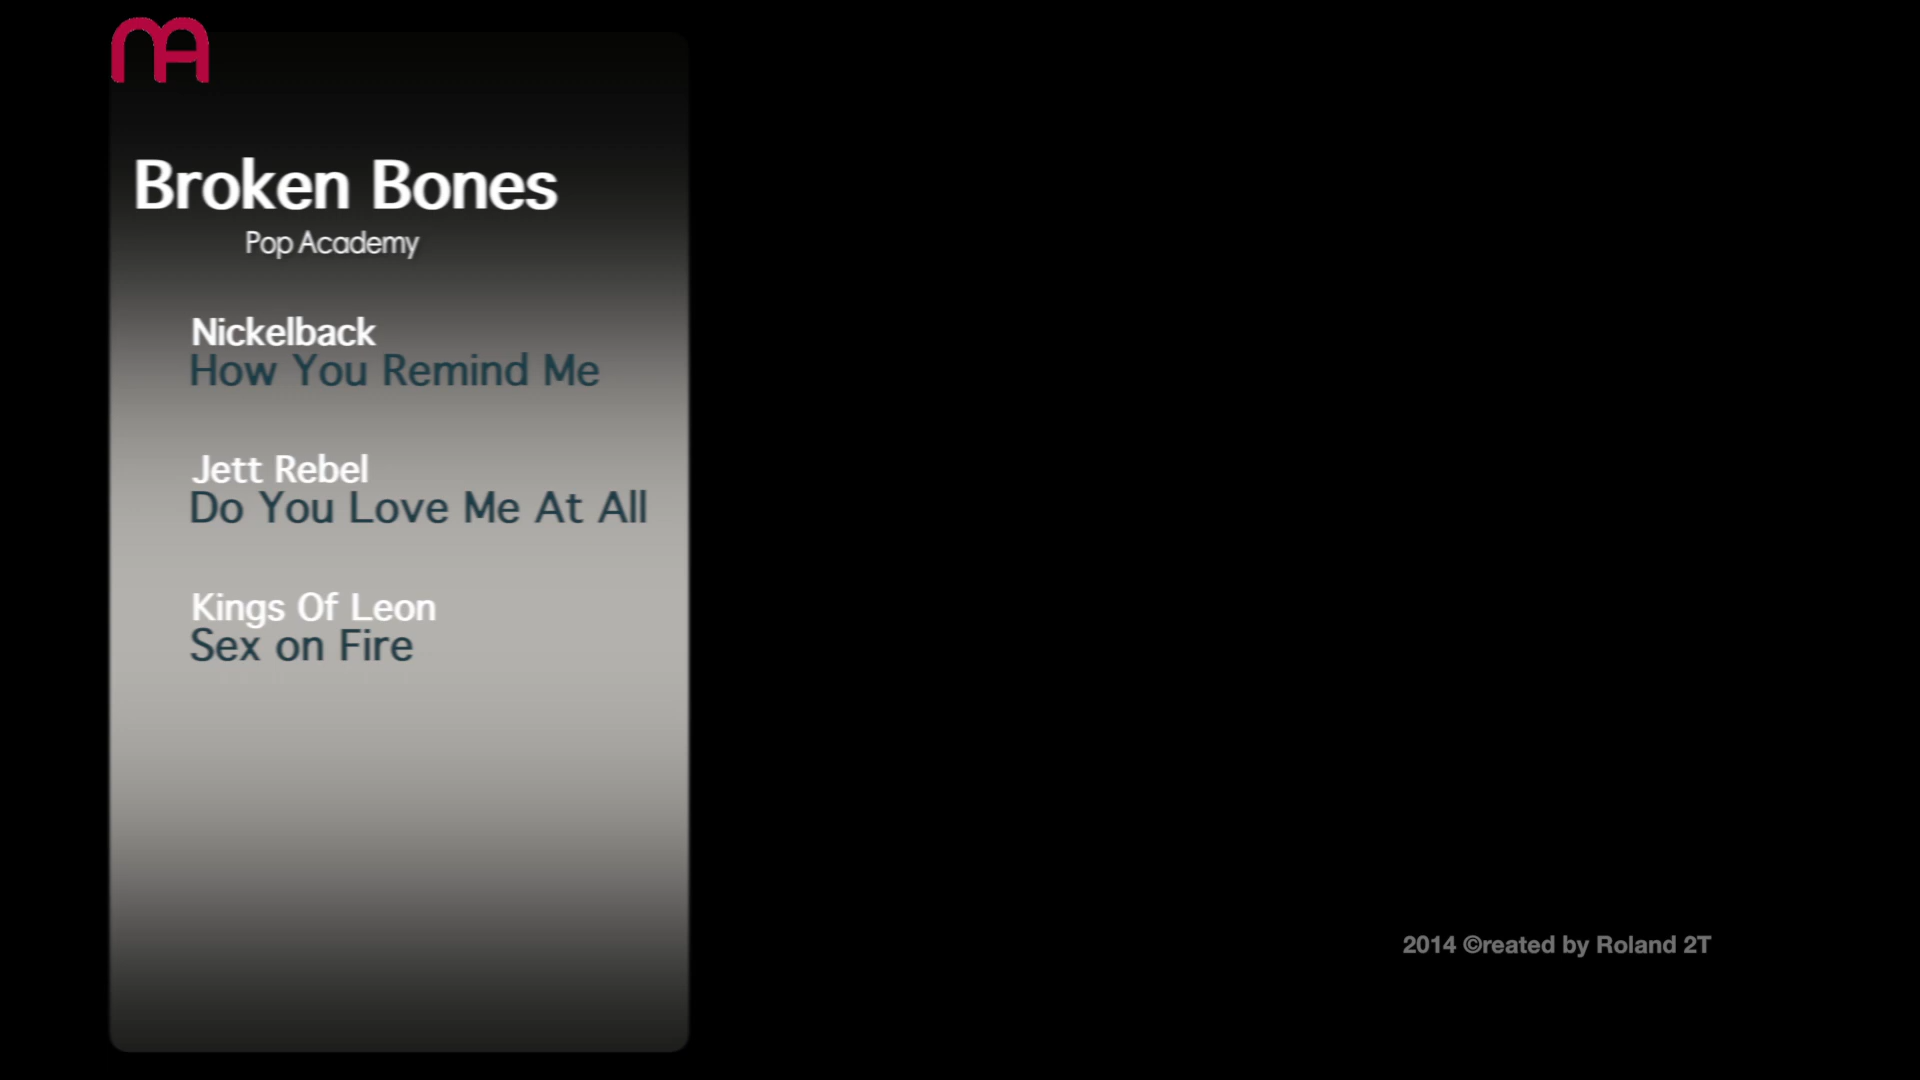 Broken Bones
Pop Academy
Nickelback
How You Remind Me
Jett Rebel
Do You Love Me At All
Kings Of Leon
Sex on Fire
2014 ©reated by Roland 2T